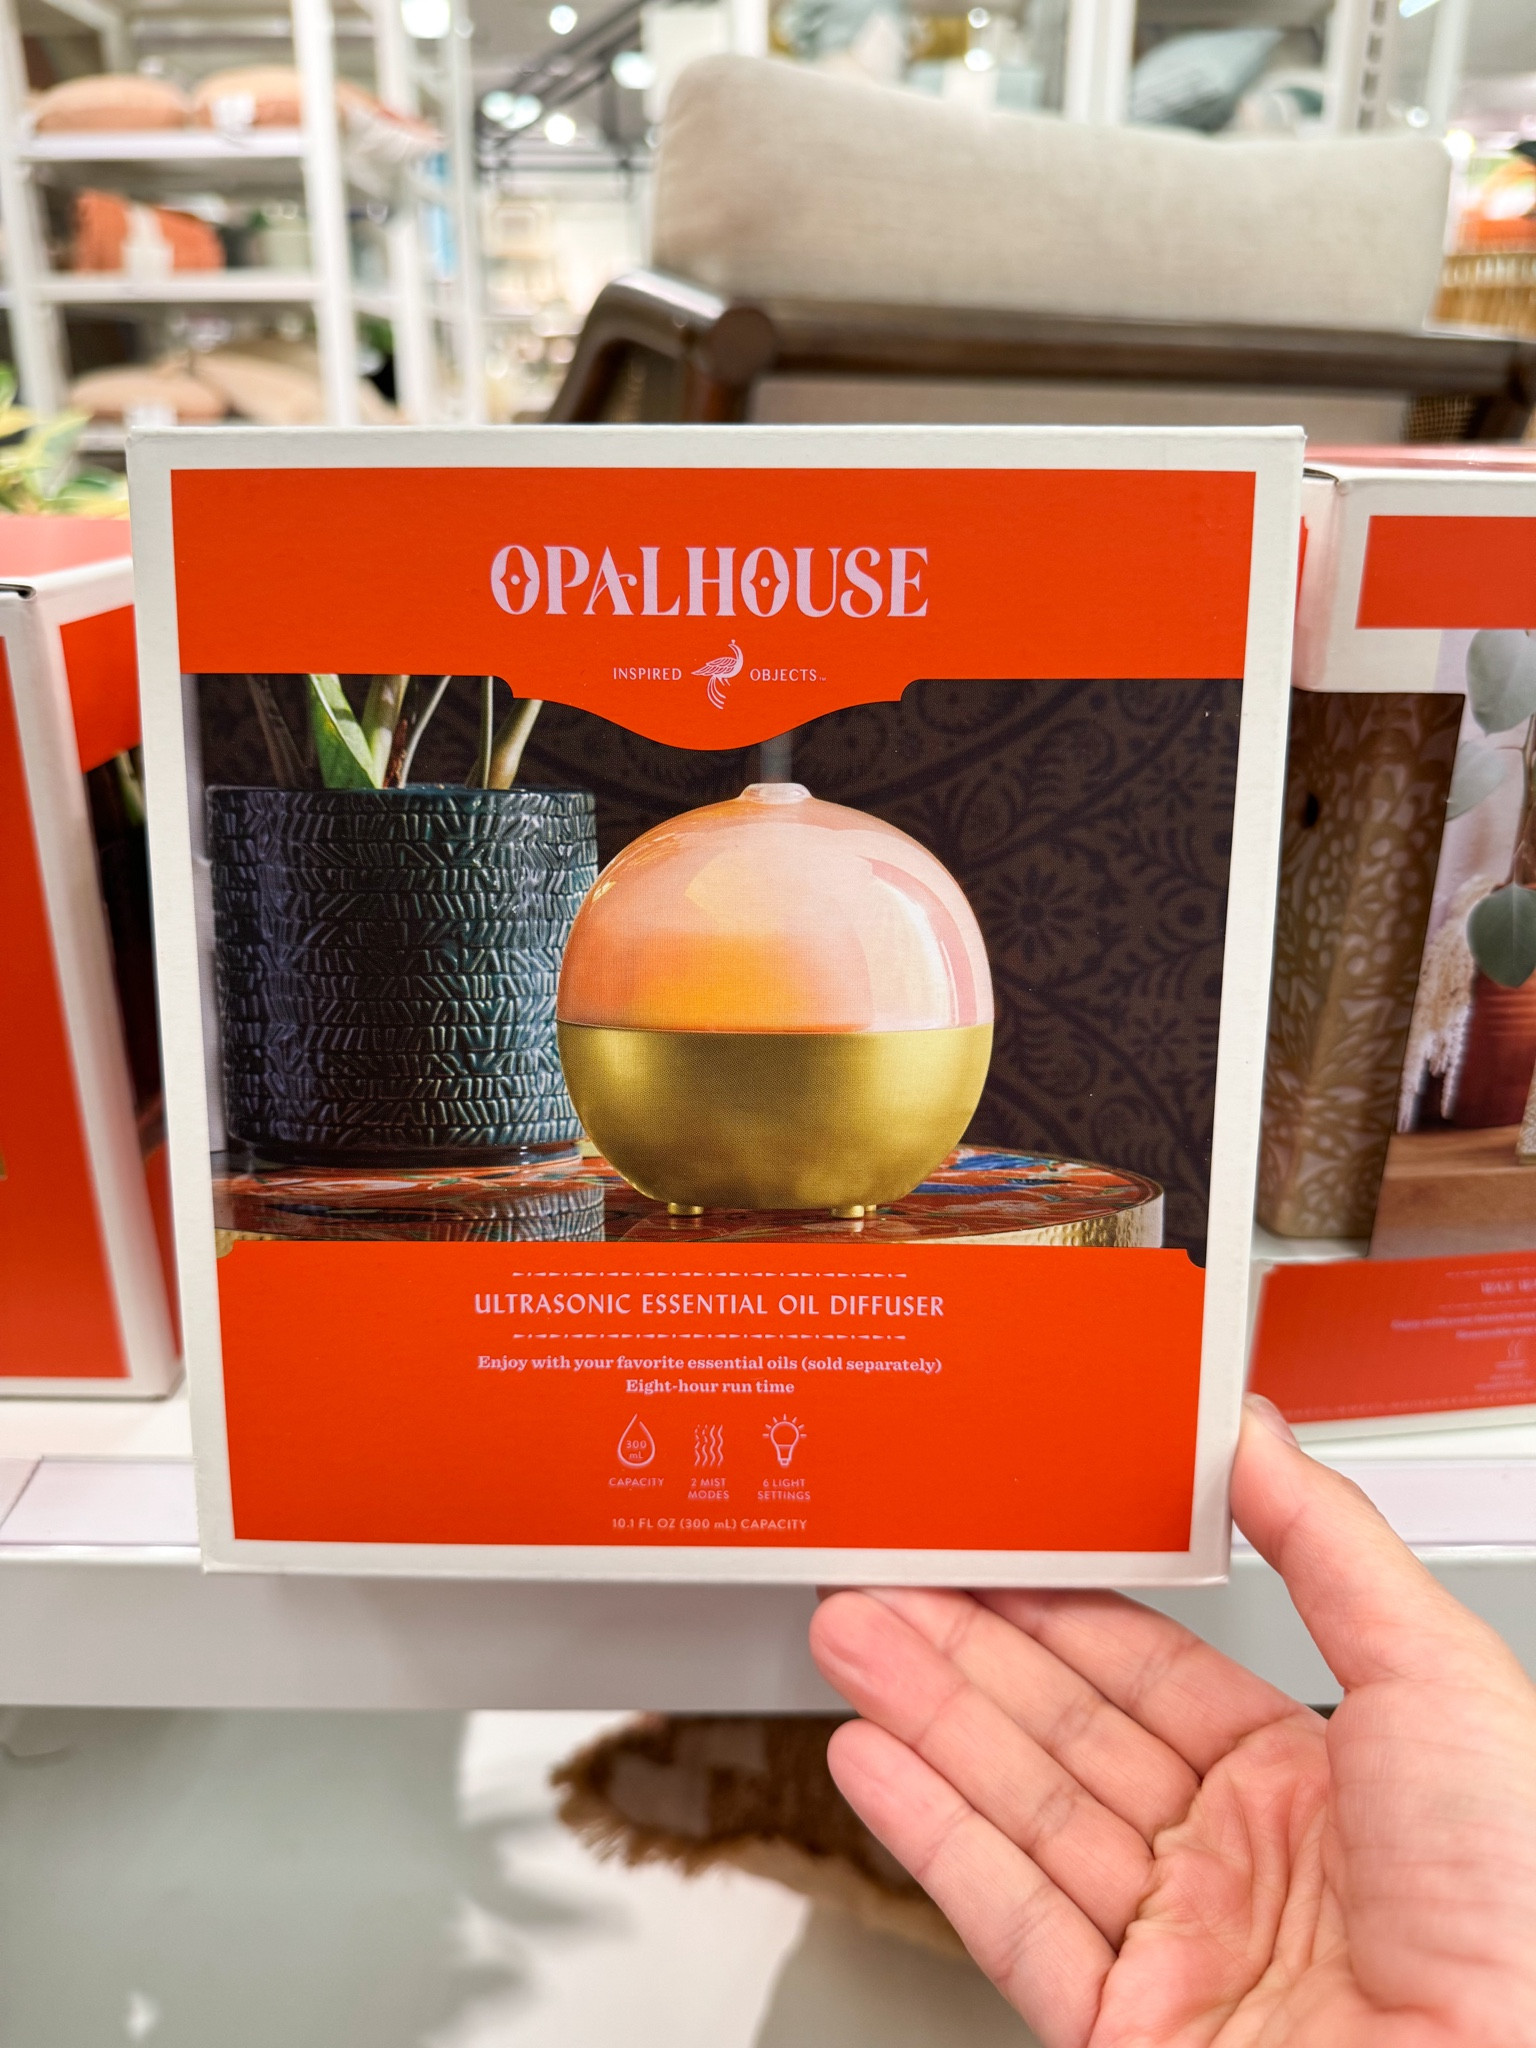 OPALHOUSE
INSPIRED OBJECTS™
ULTRASONIC ESSENTIAL OIL DIFFUSER
Enjoy with your favorite essential oils (sold separately)
Eight-hour run time
300 mL
CAPACITY
2 MIST MODES
6 LIGHT SETTINGS
10.1 FL OZ (300 mL) CAPACITY